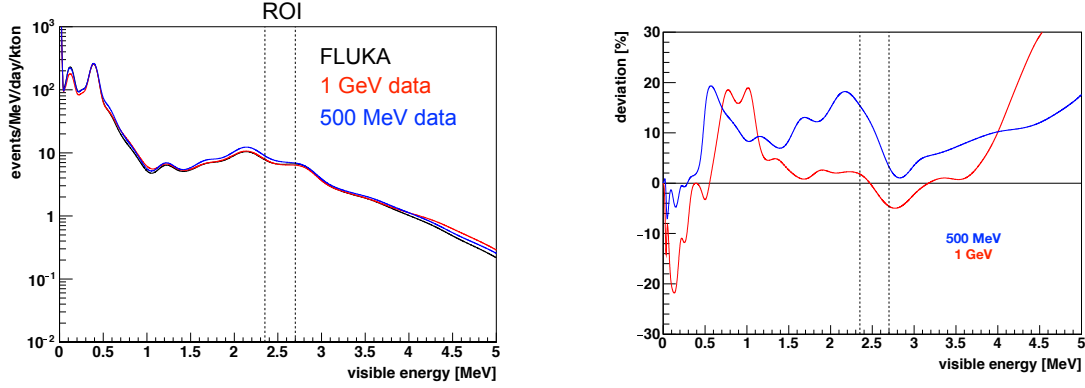 ROI
events/MeV/day/kton
10³
10²
10
1
10⁻¹
10⁻²
FLUKA
1 GeV data
500 MeV data
0 0.5 1 1.5 2 2.5 3 3.5 4 4.5 5
visible energy [MeV]
deviation [%]
30
20
10
0
−10
−20
−30
500 MeV
1 GeV
0 0.5 1 1.5 2 2.5 3 3.5 4 4.5 5
visible energy [MeV]